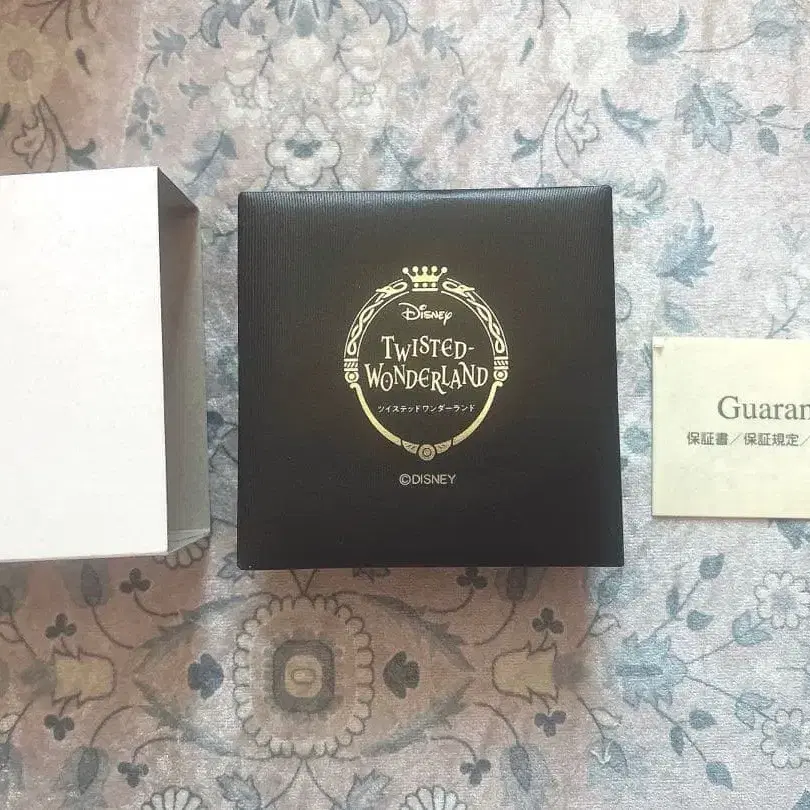 Disney
TWISTED-
WONDERLAND
ツイステッドワンダーランド
©DISNEY
Guaran
保証書／保証規定／